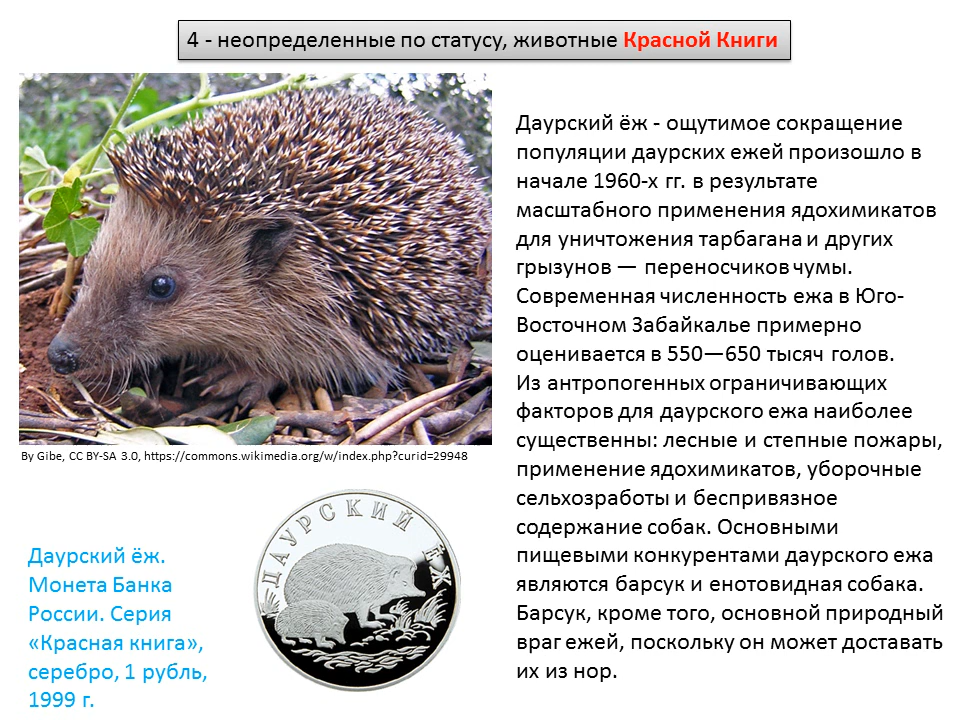 4 - неопределенные по статусу, животные Красной Книги
Даурский ёж - ощутимое сокращение
популяции даурских ежей произошло в
начале 1960-х гг. в результате
масштабного применения ядохимикатов
для уничтожения тарбагана и других
грызунов — переносчиков чумы.
Современная численность ежа в Юго-
Восточном Забайкалье примерно
оценивается в 550—650 тысяч голов.
Из антропогенных ограничивающих
факторов для даурского ежа наиболее
существенны: лесные и степные пожары,
применение ядохимикатов, уборочные
сельхозработы и беспривязное
содержание собак. Основными
пищевыми конкурентами даурского ежа
являются барсук и енотовидная собака.
Барсук, кроме того, основной природный
враг ежей, поскольку он может доставать
их из нор.
By Gibe, CC BY-SA 3.0, https://commons.wikimedia.org/w/index.php?curid=29948
Даурский ёж.
Монета Банка
России. Серия
«Красная книга»,
серебро, 1 рубль,
1999 г.
ДАУРСКИЙ ЕЖ